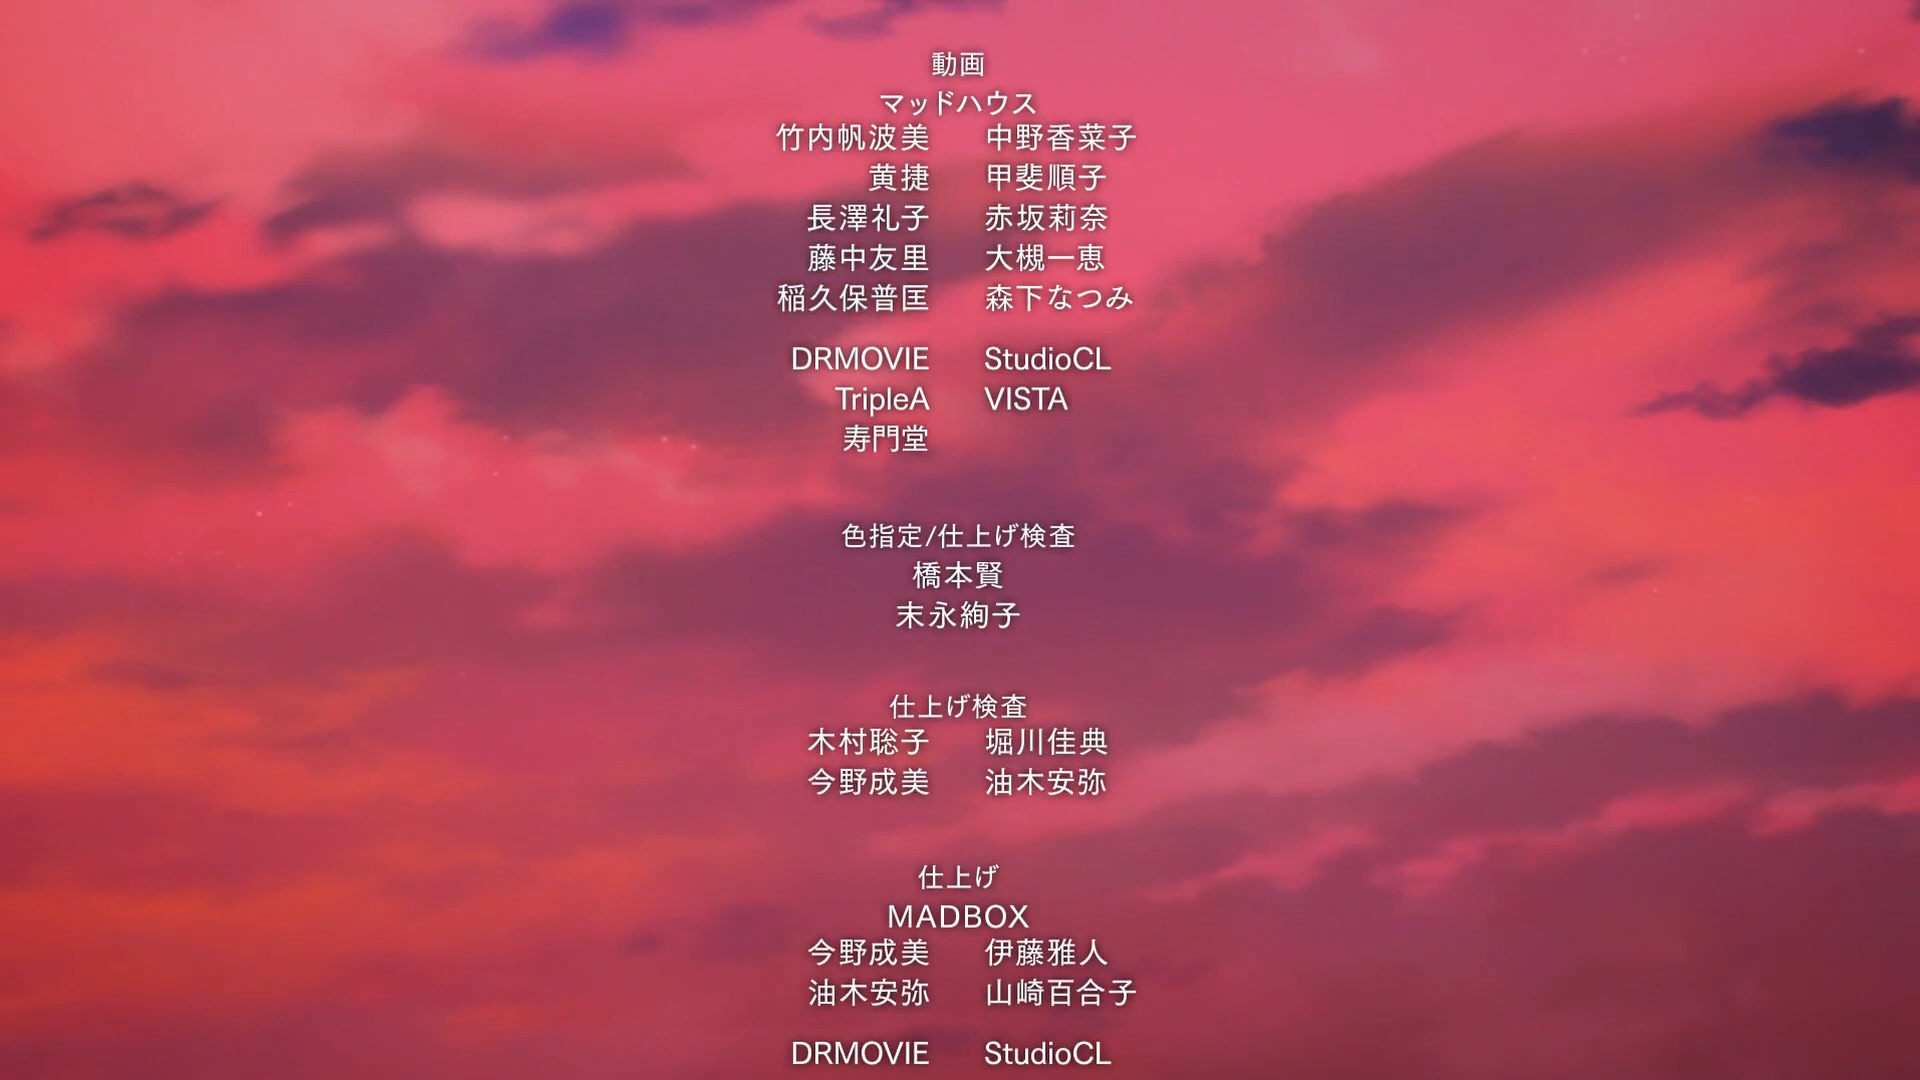 動画
マッドハウス
竹内帆波美 中野香菜子
黄捷 甲斐順子
長澤礼子 赤坂莉奈
藤中友里 大槻一恵
稲久保普匡 森下なつみ
DRMOVIE StudioCL
TripleA VISTA
寿門堂
色指定/仕上げ検査
橋本賢
末永絢子
仕上げ検査
木村聡子 堀川佳典
今野成美 油木安弥
仕上げ
MADBOX
今野成美 伊藤雅人
油木安弥 山崎百合子
DRMOVIE StudioCL